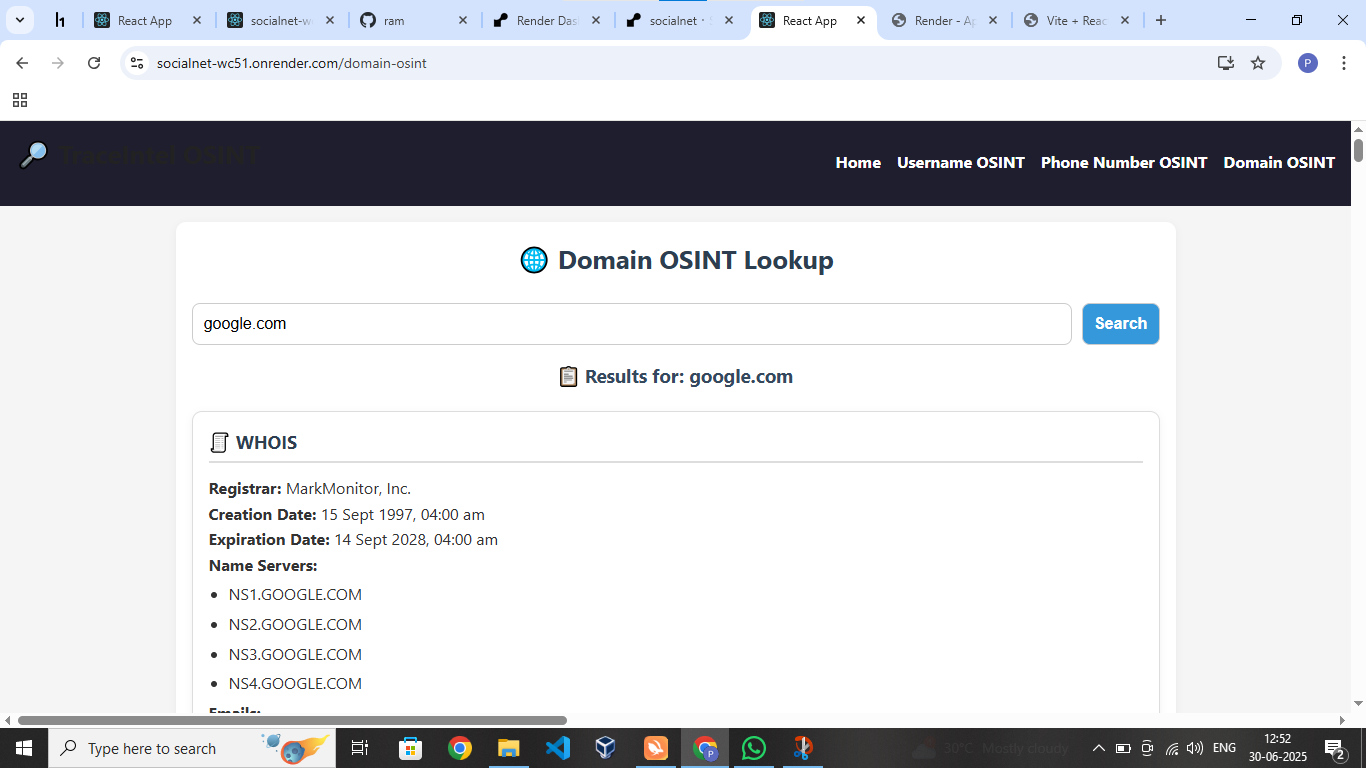 React App
socialnet-w
ram
Render Das
socialnet · S
React App
Render - Ap
Vite + Reac
socialnet-wc51.onrender.com/domain-osint
P
TraceIntel OSINT
Home Username OSINT Phone Number OSINT Domain OSINT
Domain OSINT Lookup
google.com
Search
Results for: google.com
WHOIS
Registrar: MarkMonitor, Inc.
Creation Date: 15 Sept 1997, 04:00 am
Expiration Date: 14 Sept 2028, 04:00 am
Name Servers:
NS1.GOOGLE.COM
NS2.GOOGLE.COM
NS3.GOOGLE.COM
NS4.GOOGLE.COM
Emails:
Type here to search
30°C Mostly cloudy
ENG
12:52
30-06-2025
2